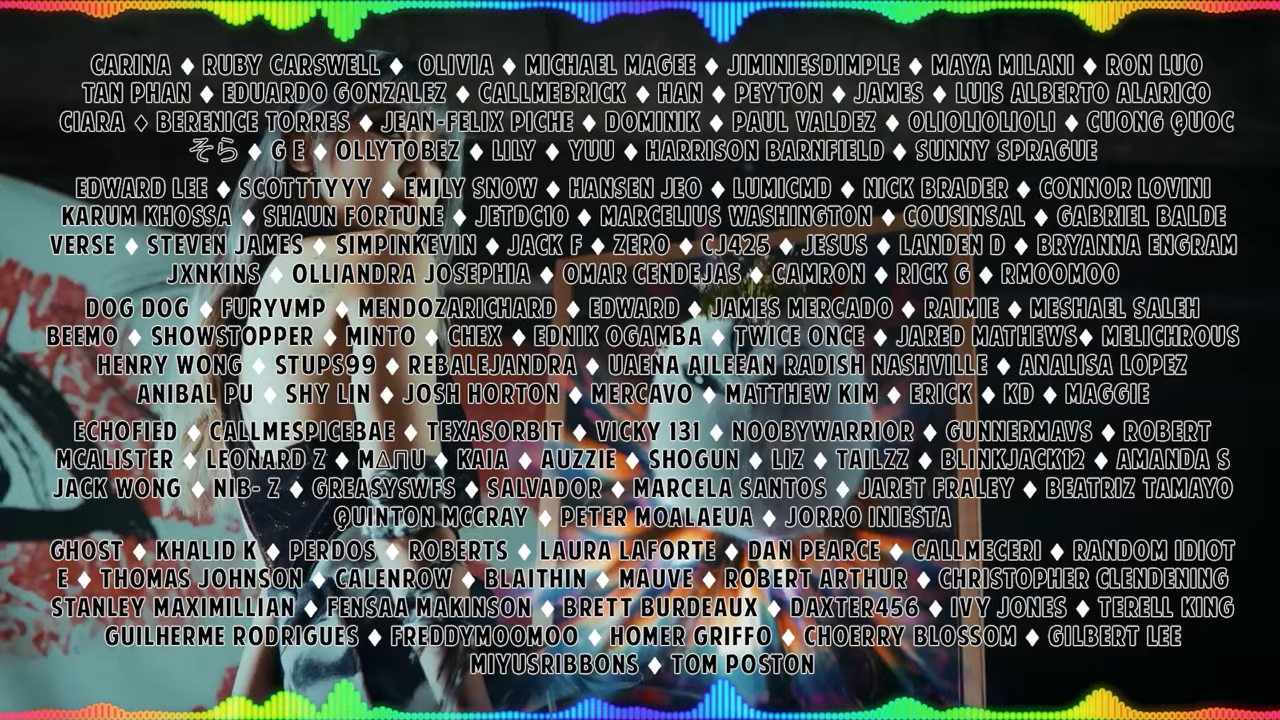 CARINA ♦ RUBY CARSWELL ♦ OLIVIA ♦ MICHAEL MAGEE ♦ JIMINIESDIMPLE ♦ MAYA MILANI ♦ RON LUO
TAN PHAN ♦ EDUARDO GONZALEZ ♦ CALLMEBRICK ♦ HAN ♦ PEYTON ♦ JAMES ♦ LUIS ALBERTO ALARICO
CIARA ♦ BERENICE TORRES ♦ JEAN-FELIX PICHE ♦ DOMINIK ♦ PAUL VALDEZ ♦ OLIOLIOLIOLI ♦ CUONG QUOC
そら ♦ G E ♦ OLLYTOBEZ ♦ LILY ♦ YUU ♦ HARRISON BARNFIELD ♦ SUNNY SPRAGUE
EDWARD LEE ♦ SCOTTTYYY ♦ EMILY SNOW ♦ HANSEN JEO ♦ LUMICMD ♦ NICK BRADER ♦ CONNOR LOVINI
KARUM KHOSSA ♦ SHAUN FORTUNE ♦ JETDC10 ♦ MARCELIUS WASHINGTON ♦ COUSINSAL ♦ GABRIEL BALDE
VERSE ♦ STEVEN JAMES ♦ SIMPINKEVIN ♦ JACK F ♦ ZERO ♦ CJ425 ♦ JESUS ♦ LANDEN D ♦ BRYANNA ENGRAM
JXNKINS ♦ OLLIANDRA JOSEPHIA ♦ OMAR CENDEJAS ♦ CAMRON ♦ RICK G ♦ RMOOMOO
DOG DOG ♦ FURYVMP ♦ MENDOZARICHARD ♦ EDWARD ♦ JAMES MERCADO ♦ RAIMIE ♦ MESHAEL SALEH
BEEMO ♦ SHOWSTOPPER ♦ MINTO ♦ CHEX ♦ EDNIK OGAMBA ♦ TWICE ONCE ♦ JARED MATHEWS♦ MELICHROUS
HENRY WONG ♦ STUPS99 ♦ REBALEJANDRA ♦ UAENA AILEEAN RADISH NASHVILLE ♦ ANALISA LOPEZ
ANIBAL PU ♦ SHY LIN ♦ JOSH HORTON ♦ MERCAVO ♦ MATTHEW KIM ♦ ERICK ♦ KD ♦ MAGGIE
ECHOFIED ♦ CALLMESPICEBAE ♦ TEXASORBIT ♦ VICKY 131 ♦ NOOBYWARRIOR ♦ GUNNERMAVS ♦ ROBERT
MCALISTER ♦ LEONARD Z ♦ M△ΠU ♦ KAIA ♦ AUZZIE ♦ SHOGUN ♦ LIZ ♦ TAILZZ ♦ BLINKJACK12 ♦ AMANDA S
JACK WONG ♦ NIB- Z ♦ GREASYSWFS ♦ SALVADOR ♦ MARCELA SANTOS ♦ JARET FRALEY ♦ BEATRIZ TAMAYO
QUINTON MCCRAY ♦ PETER MOALAEUA ♦ JORRO INIESTA
GHOST ♦ KHALID K ♦ PERDOS ♦ ROBERTS ♦ LAURA LAFORTE ♦ DAN PEARCE ♦ CALLMECERI ♦ RANDOM IDIOT
E ♦ THOMAS JOHNSON ♦ CALENROW ♦ BLAITHIN ♦ MAUVE ♦ ROBERT ARTHUR ♦ CHRISTOPHER CLENDENING
STANLEY MAXIMILLIAN ♦ FENSAA MAKINSON ♦ BRETT BURDEAUX ♦ DAXTER456 ♦ IVY JONES ♦ TERELL KING
GUILHERME RODRIGUES ♦ FREDDYMOOMOO ♦ HOMER GRIFFO ♦ CHOERRY BLOSSOM ♦ GILBERT LEE
MIYUSRIBBONS ♦ TOM POSTON